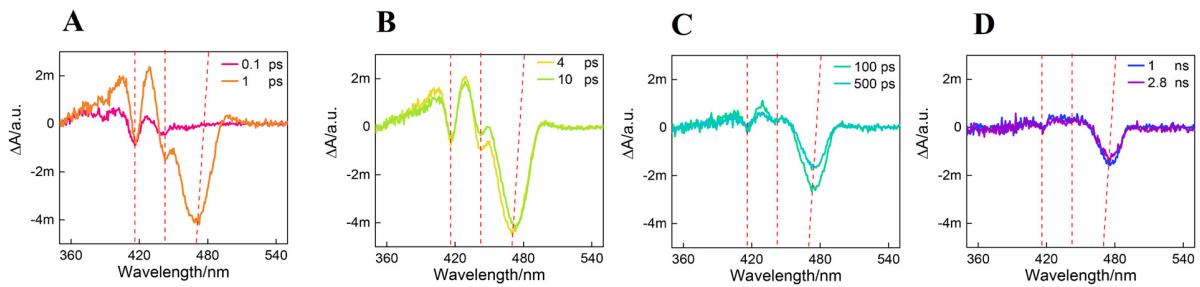 A
B
C
D
0.1 ps
1 ps
4 ps
10 ps
100 ps
500 ps
1 ns
2.8 ns
2m
0
-2m
-4m
ΔA/a.u.
360
420
480
540
Wavelength/nm
2m
0
-2m
-4m
ΔA/a.u.
360
420
480
540
Wavelength/nm
2m
0
-2m
-4m
ΔA/a.u.
360
420
480
540
Wavelength/nm
2m
0
-2m
-4m
ΔA/a.u.
360
420
480
540
Wavelength/nm